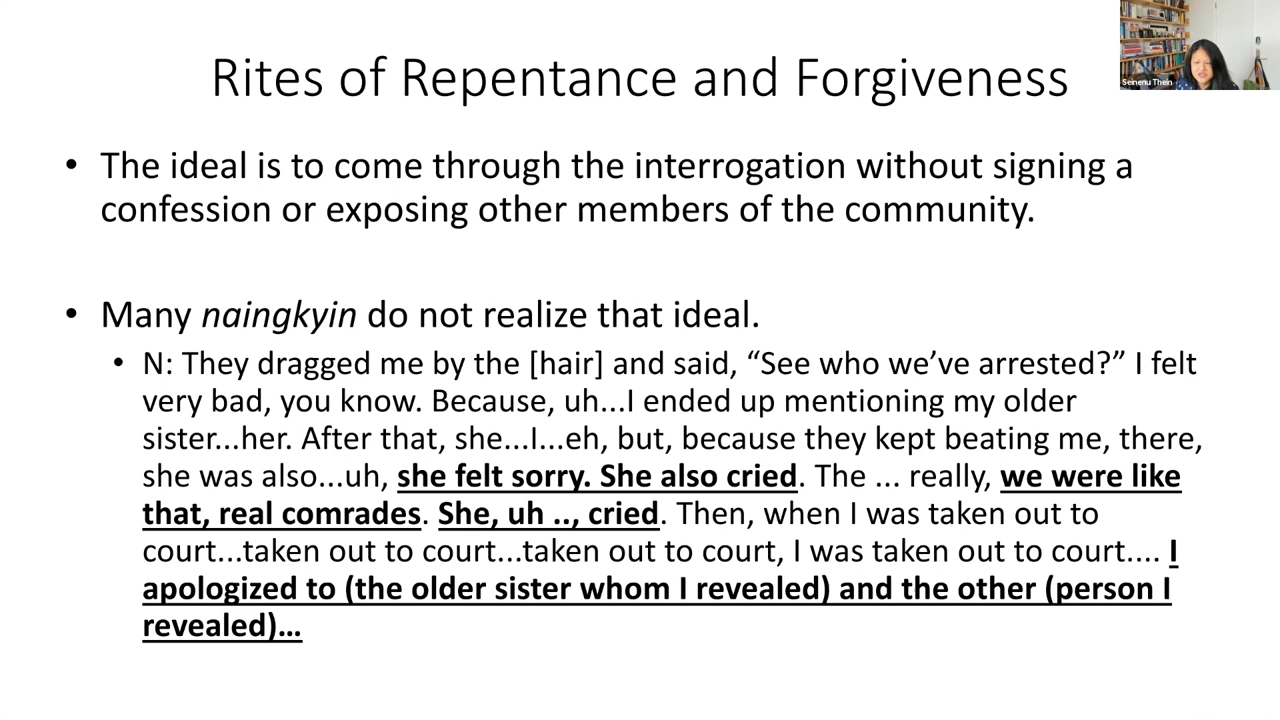 Rites of Repentance and Forgiveness
Seinenu Thein
• The ideal is to come through the interrogation without signing a
confession or exposing other members of the community.
• Many naingkyin do not realize that ideal.
• N: They dragged me by the [hair] and said, “See who we’ve arrested?” I felt
very bad, you know. Because, uh...I ended up mentioning my older
sister...her. After that, she...I...eh, but, because they kept beating me, there,
she was also...uh, she felt sorry. She also cried. The ... really, we were like
that, real comrades. She, uh .., cried. Then, when I was taken out to
court...taken out to court...taken out to court, I was taken out to court.... I
apologized to (the older sister whom I revealed) and the other (person I
revealed)…